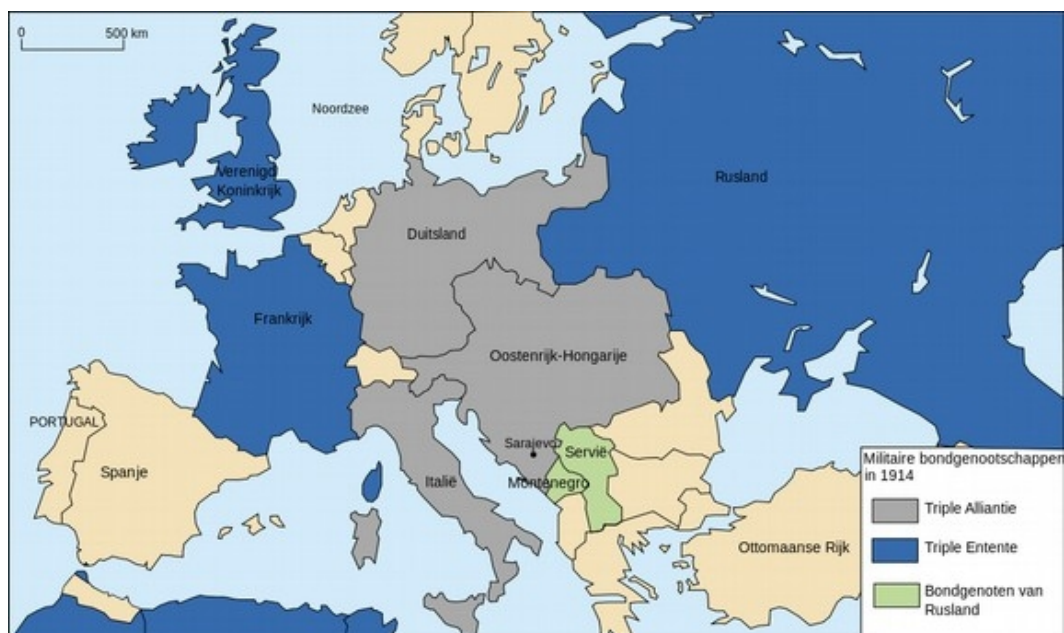 0 500 km
Noordzee
Verenigd
Koninkrijk
Rusland
Duitsland
Frankrijk
Oostenrijk-Hongarije
PORTUGAL
Spanje
Sarajevo
Servië
Italië
Montenegro
Ottomaanse Rijk
Militaire bondgenootschappen
in 1914
Triple Alliantie
Triple Entente
Bondgenoten van
Rusland